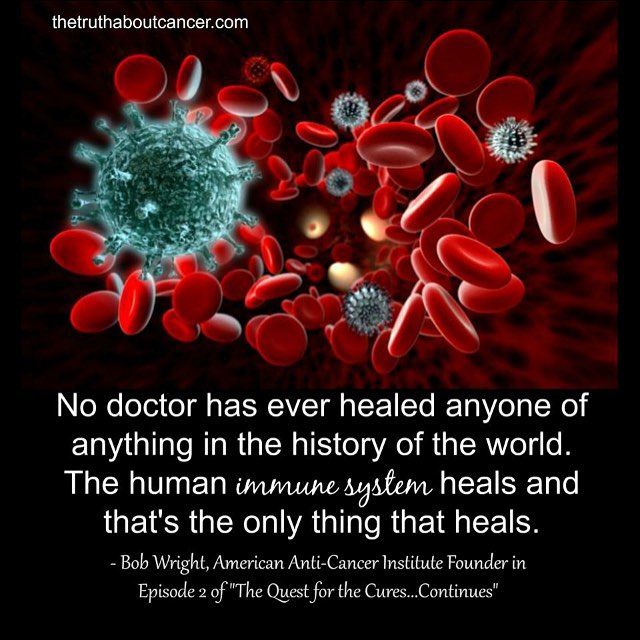 thetruthaboutcancer.com
No doctor has ever healed anyone of
anything in the history of the world.
The human immune system heals and
that's the only thing that heals.
- Bob Wright, American Anti-Cancer Institute Founder in
Episode 2 of "The Quest for the Cures...Continues"